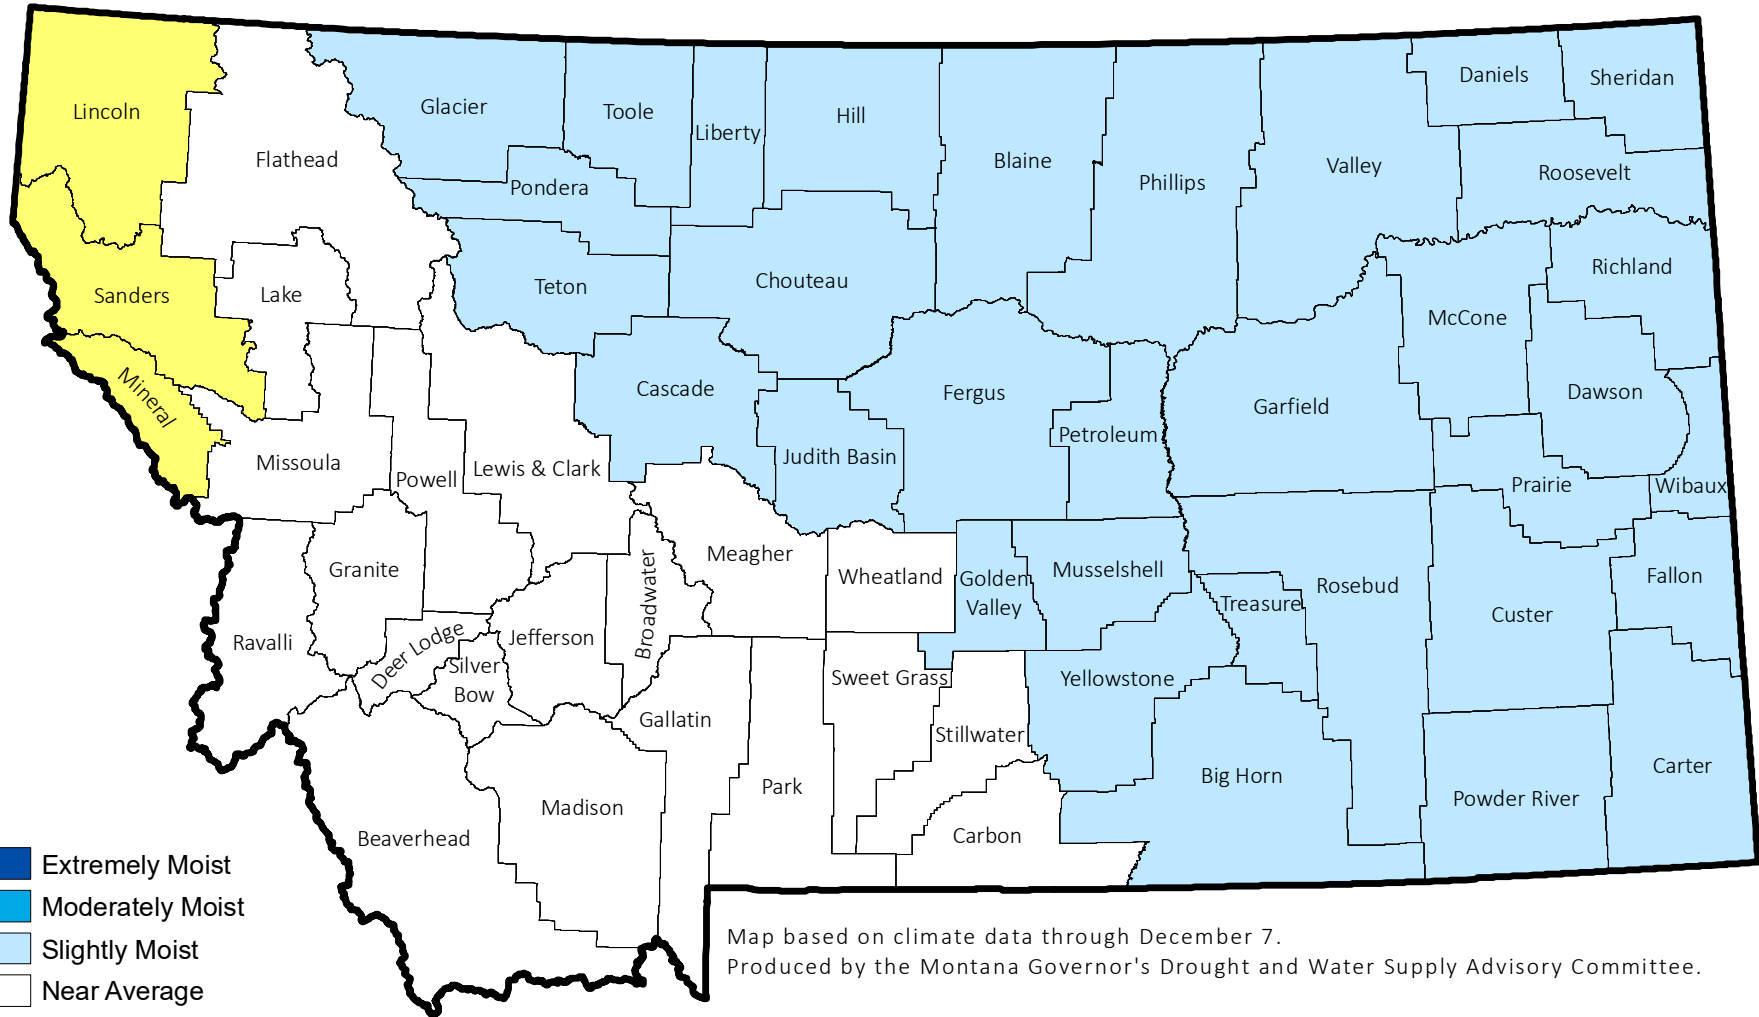 Daniels
Sheridan
Glacier
Toole
Liberty
Hill
Lincoln
Flathead
Blaine
Phillips
Valley
Roosevelt
Pondera
Teton
Chouteau
Richland
Sanders
Lake
McCone
Mineral
Cascade
Fergus
Garfield
Dawson
Petroleum
Judith Basin
Missoula
Powell
Lewis & Clark
Prairie
Wibaux
Granite
Broadwater
Meagher
Wheatland
Golden
Valley
Musselshell
Treasure
Rosebud
Fallon
Custer
Ravalli
Deer Lodge
Jefferson
Silver
Bow
Sweet Grass
Yellowstone
Gallatin
Stillwater
Park
Big Horn
Carter
Powder River
Madison
Beaverhead
Carbon
Extremely Moist
Moderately Moist
Slightly Moist
Near Average
Map based on climate data through December 7.
Produced by the Montana Governor's Drought and Water Supply Advisory Committee.